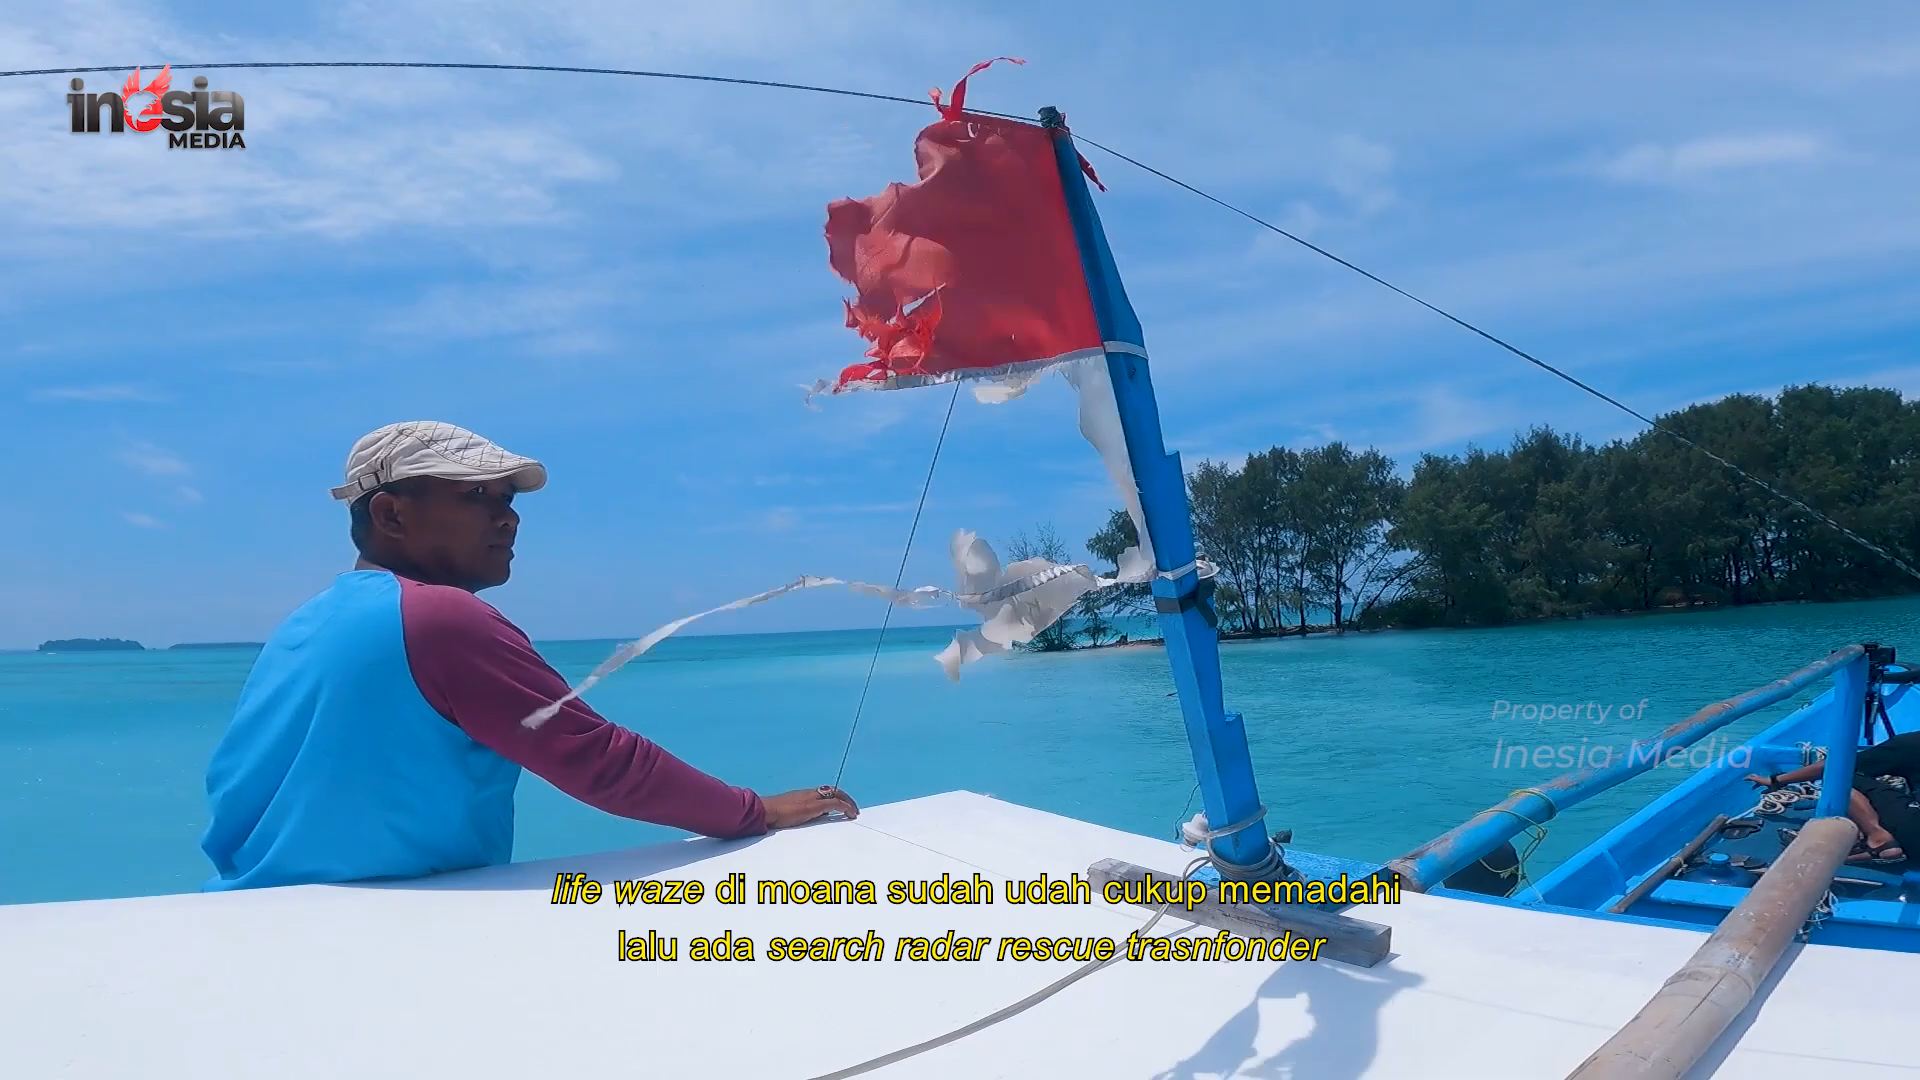 inesia
MEDIA
Property of
Inesia Media
life waze di moana sudah udah cukup memadahi
lalu ada search radar rescue trasnfonder